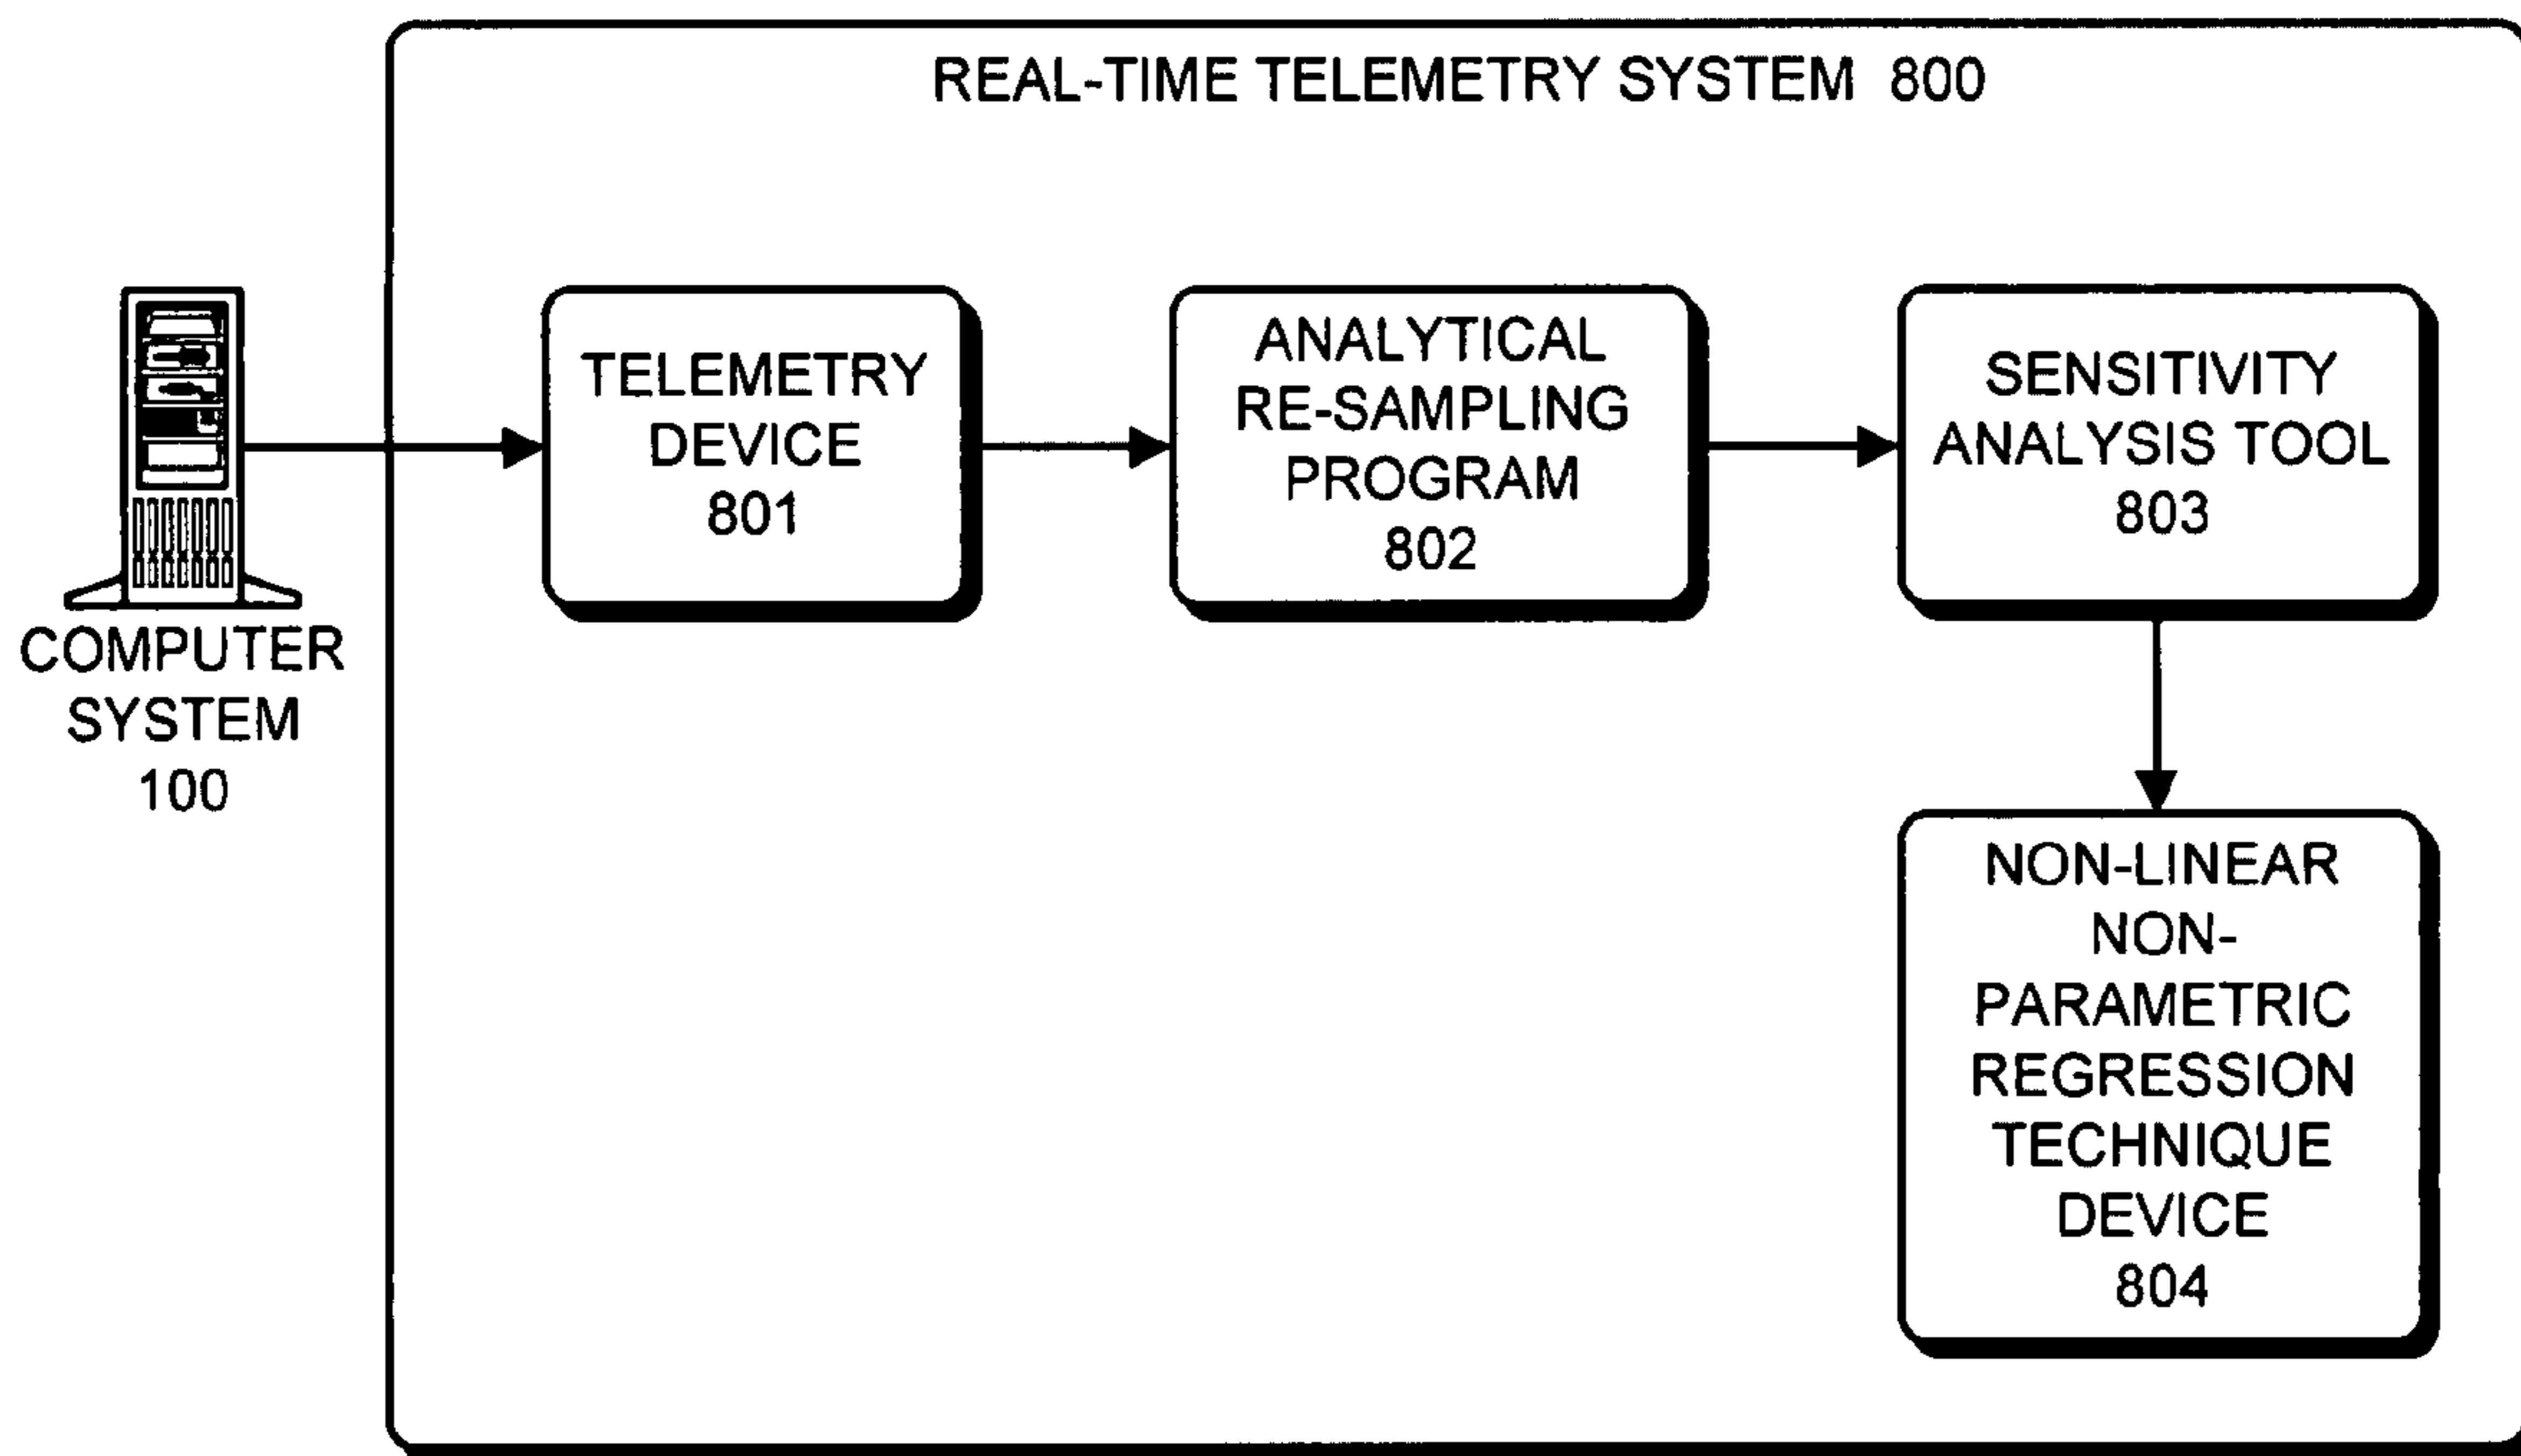 REAL-TIME TELEMETRY SYSTEM 800
COMPUTER
SYSTEM
100
TELEMETRY
DEVICE
801
ANALYTICAL
RE-SAMPLING
PROGRAM
802
SENSITIVITY
ANALYSIS TOOL
803
NON-LINEAR
NON-
PARAMETRIC
REGRESSION
TECHNIQUE
DEVICE
804